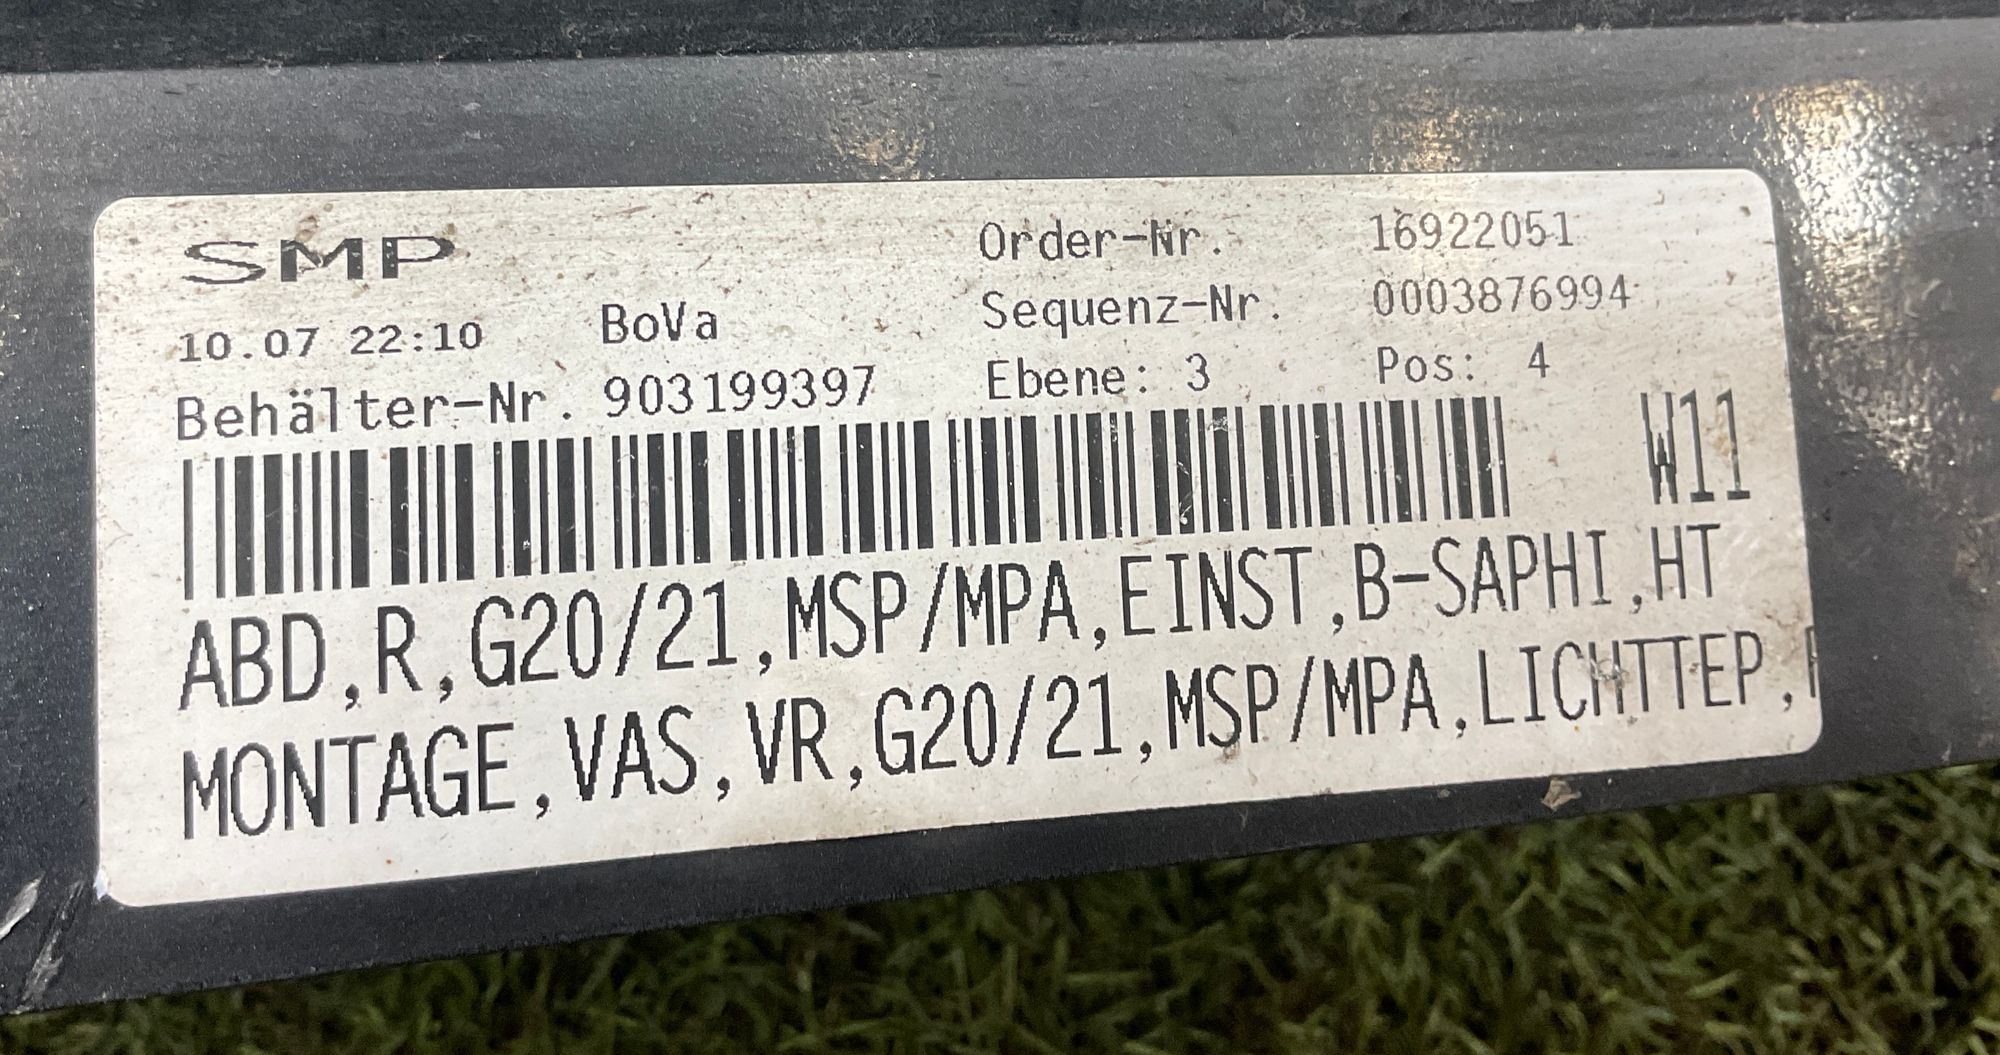 SMP Order-Nr. 16922051
10.07 22:10 BoVa Sequenz-Nr. 0003876994
Behälter-Nr. 903199397 Ebene: 3 Pos: 4
W11
ABD,R,G20/21,MSP/MPA,EINST,B-SAPHI,HT
MONTAGE,VAS,VR,G20/21,MSP/MPA,LICHTTEP,